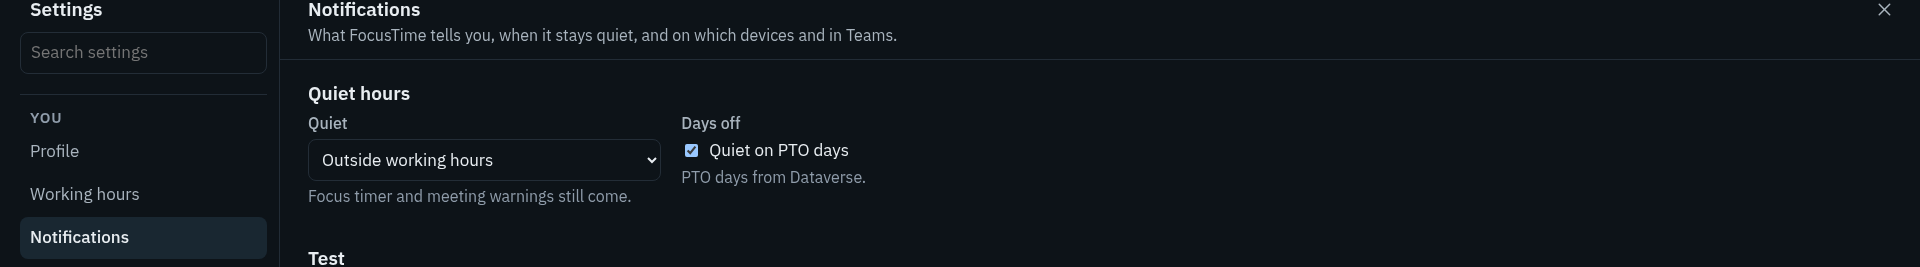 Settings
Search settings
YOU
Profile
Working hours
Notifications
Notifications
What FocusTime tells you, when it stays quiet, and on which devices and in Teams.
Quiet hours
Quiet
Outside working hours
Focus timer and meeting warnings still come.
Days off
Quiet on PTO days
PTO days from Dataverse.
Test